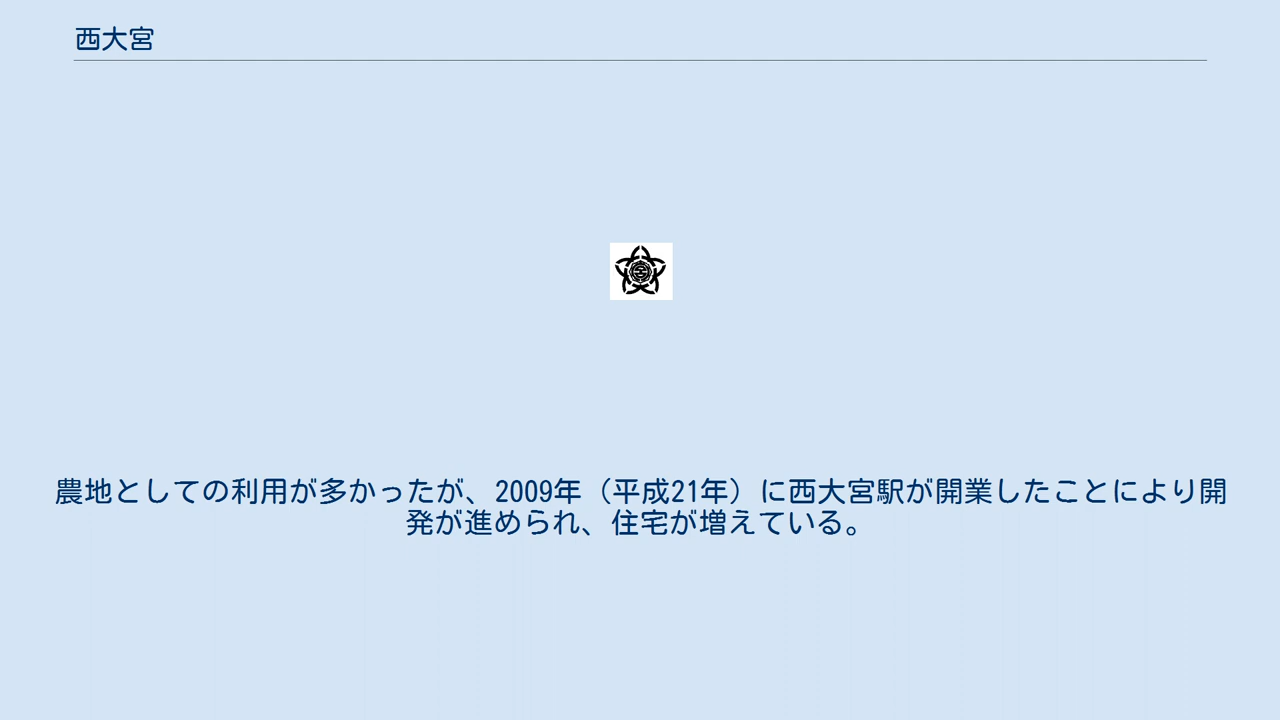 西大宮
農地としての利用が多かったが、2009年（平成21年）に西大宮駅が開業したことにより開
発が進められ、住宅が増えている。